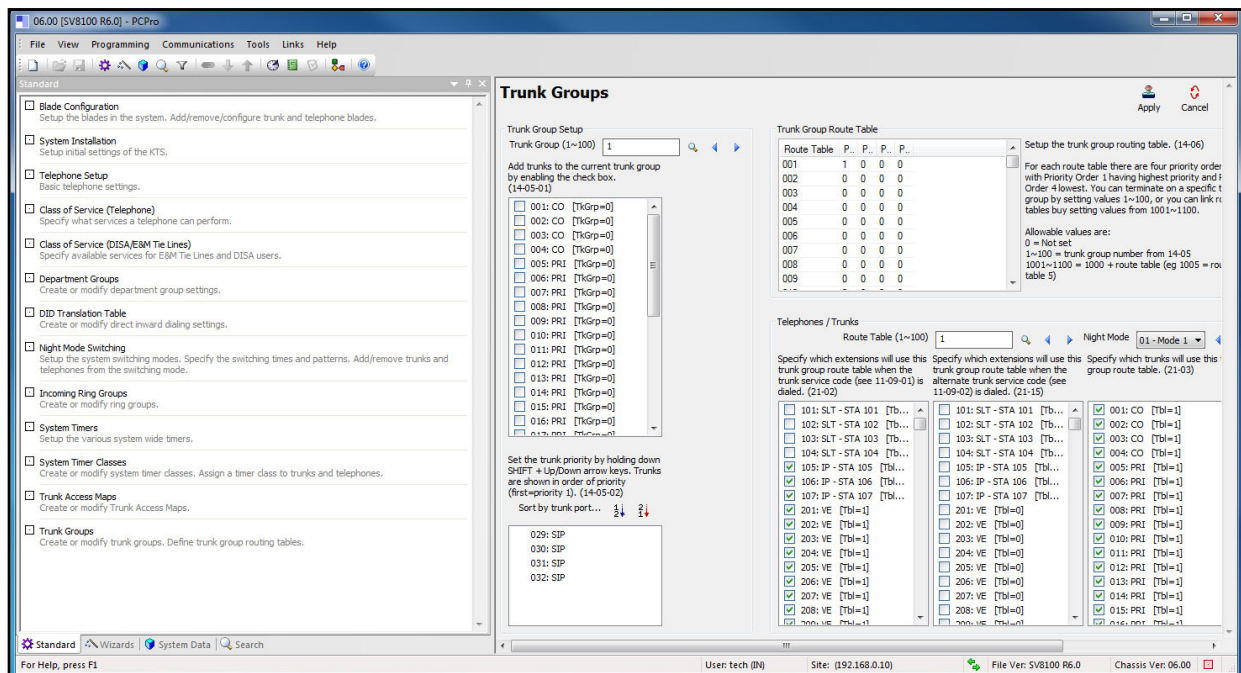 06.00 [SV8100 R6.0] - PCPro
File View Programming Communications Tools Links Help
Standard
Blade Configuration
Setup the blades in the system. Add/remove/configure trunk and telephone blades.
System Installation
Setup initial settings of the KTS.
Telephone Setup
Basic telephone settings.
Class of Service (Telephone)
Specify what services a telephone can perform.
Class of Service (DISA/E&M Tie Lines)
Specify available services for E&M Tie Lines and DISA users.
Department Groups
Create or modify department group settings.
DID Translation Table
Create or modify direct inward dialing settings.
Night Mode Switching
Setup the system switching modes. Specify the switching times and patterns. Add/remove trunks and
telephones from the switching mode.
Incoming Ring Groups
Create or modify ring groups.
System Timers
Setup the various system wide timers.
System Timer Classes
Create or modify system timer classes. Assign a timer class to trunks and telephones.
Trunk Access Maps
Create or modify Trunk Access Maps.
Trunk Groups
Create or modify trunk groups. Define trunk group routing tables.
Standard Wizards System Data Search
Trunk Groups
Apply Cancel
Trunk Group Setup
Trunk Group (1~100) 1
Add trunks to the current trunk group
by enabling the check box.
(14-05-01)
001: CO [TkGrp=0]
002: CO [TkGrp=0]
003: CO [TkGrp=0]
004: CO [TkGrp=0]
005: PRI [TkGrp=0]
006: PRI [TkGrp=0]
007: PRI [TkGrp=0]
008: PRI [TkGrp=0]
009: PRI [TkGrp=0]
010: PRI [TkGrp=0]
011: PRI [TkGrp=0]
012: PRI [TkGrp=0]
013: PRI [TkGrp=0]
014: PRI [TkGrp=0]
015: PRI [TkGrp=0]
016: PRI [TkGrp=0]
017: PRI [TkGrp=0]
Set the trunk priority by holding down
SHIFT + Up/Down arrow keys. Trunks
are shown in order of priority
(first=priority 1). (14-05-02)
Sort by trunk port...
029: SIP
030: SIP
031: SIP
032: SIP
Trunk Group Route Table
Route Table P.. P.. P.. P..
001 1 0 0 0
002 0 0 0 0
003 0 0 0 0
004 0 0 0 0
005 0 0 0 0
006 0 0 0 0
007 0 0 0 0
008 0 0 0 0
009 0 0 0 0
Setup the trunk group routing table. (14-06)
For each route table there are four priority order
with Priority Order 1 having highest priority and P
Order 4 lowest. You can terminate on a specific t
group by setting values 1~100, or you can link ro
tables buy setting values from 1001~1100.
Allowable values are:
0 = Not set
1~100 = trunk group number from 14-05
1001~1100 = 1000 + route table (eg 1005 = rou
table 5)
Telephones / Trunks
Route Table (1~100) 1 Night Mode 01 - Mode 1
Specify which extensions will use this
trunk group route table when the
trunk service code (see 11-09-01) is
dialed. (21-02)
101: SLT - STA 101 [Tb...
102: SLT - STA 102 [Tb...
103: SLT - STA 103 [Tb...
104: SLT - STA 104 [Tb...
105: IP - STA 105 [Tbl...
106: IP - STA 106 [Tbl...
107: IP - STA 107 [Tbl...
201: VE [Tbl=1]
202: VE [Tbl=1]
203: VE [Tbl=1]
204: VE [Tbl=1]
205: VE [Tbl=1]
206: VE [Tbl=1]
207: VE [Tbl=1]
208: VE [Tbl=1]
209: VE [Tbl=1]
Specify which extensions will use this
trunk group route table when the
alternate trunk service code (see
11-09-02) is dialed. (21-15)
101: SLT - STA 101 [Tb...
102: SLT - STA 102 [Tb...
103: SLT - STA 103 [Tb...
104: SLT - STA 104 [Tb...
105: IP - STA 105 [Tbl...
106: IP - STA 106 [Tbl...
107: IP - STA 107 [Tbl...
201: VE [Tbl=0]
202: VE [Tbl=0]
203: VE [Tbl=0]
204: VE [Tbl=0]
205: VE [Tbl=0]
206: VE [Tbl=0]
207: VE [Tbl=0]
208: VE [Tbl=0]
209: VE [Tbl=0]
Specify which trunks will use this
group route table. (21-03)
001: CO [Tbl=1]
002: CO [Tbl=1]
003: CO [Tbl=1]
004: CO [Tbl=1]
005: PRI [Tbl=1]
006: PRI [Tbl=1]
007: PRI [Tbl=1]
008: PRI [Tbl=1]
009: PRI [Tbl=1]
010: PRI [Tbl=1]
011: PRI [Tbl=1]
012: PRI [Tbl=1]
013: PRI [Tbl=1]
014: PRI [Tbl=1]
015: PRI [Tbl=1]
016: PRI [Tbl=1]
For Help, press F1 User: tech (IN) Site: (192.168.0.10) File Ver: SV8100 R6.0 Chassis Ver: 06.00